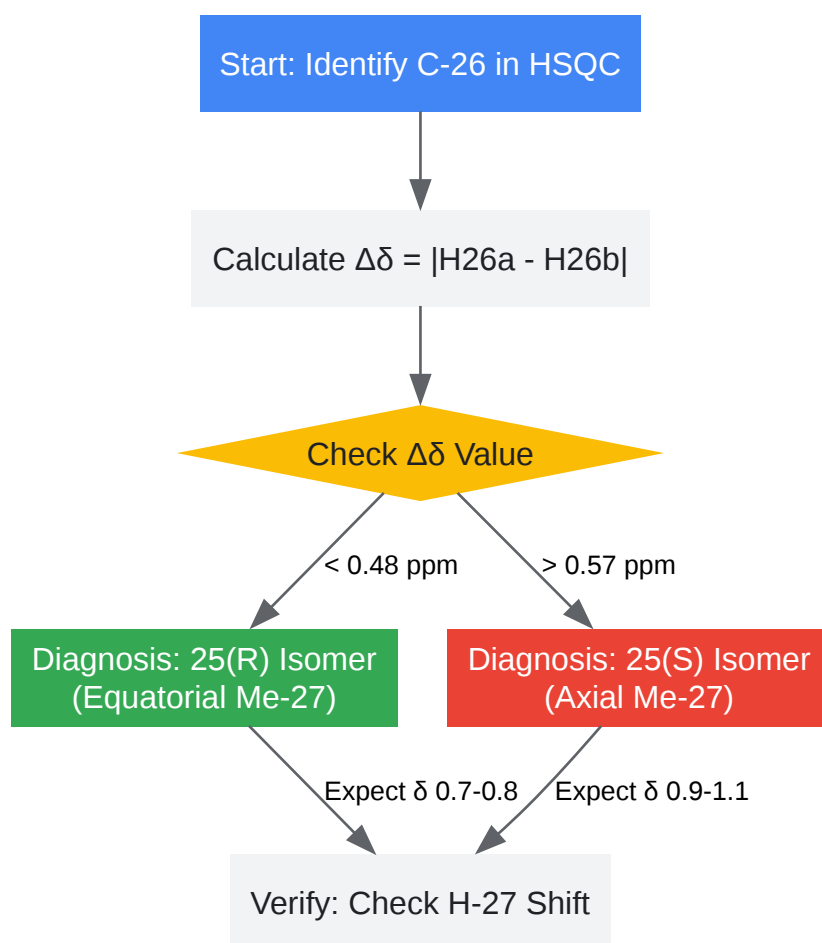 Start: Identify C-26 in HSQC
Calculate Δδ = |H26a - H26b|
Check Δδ Value
< 0.48 ppm
> 0.57 ppm
Diagnosis: 25(R) Isomer
(Equatorial Me-27)
Diagnosis: 25(S) Isomer
(Axial Me-27)
Expect δ 0.7-0.8
Expect δ 0.9-1.1
Verify: Check H-27 Shift